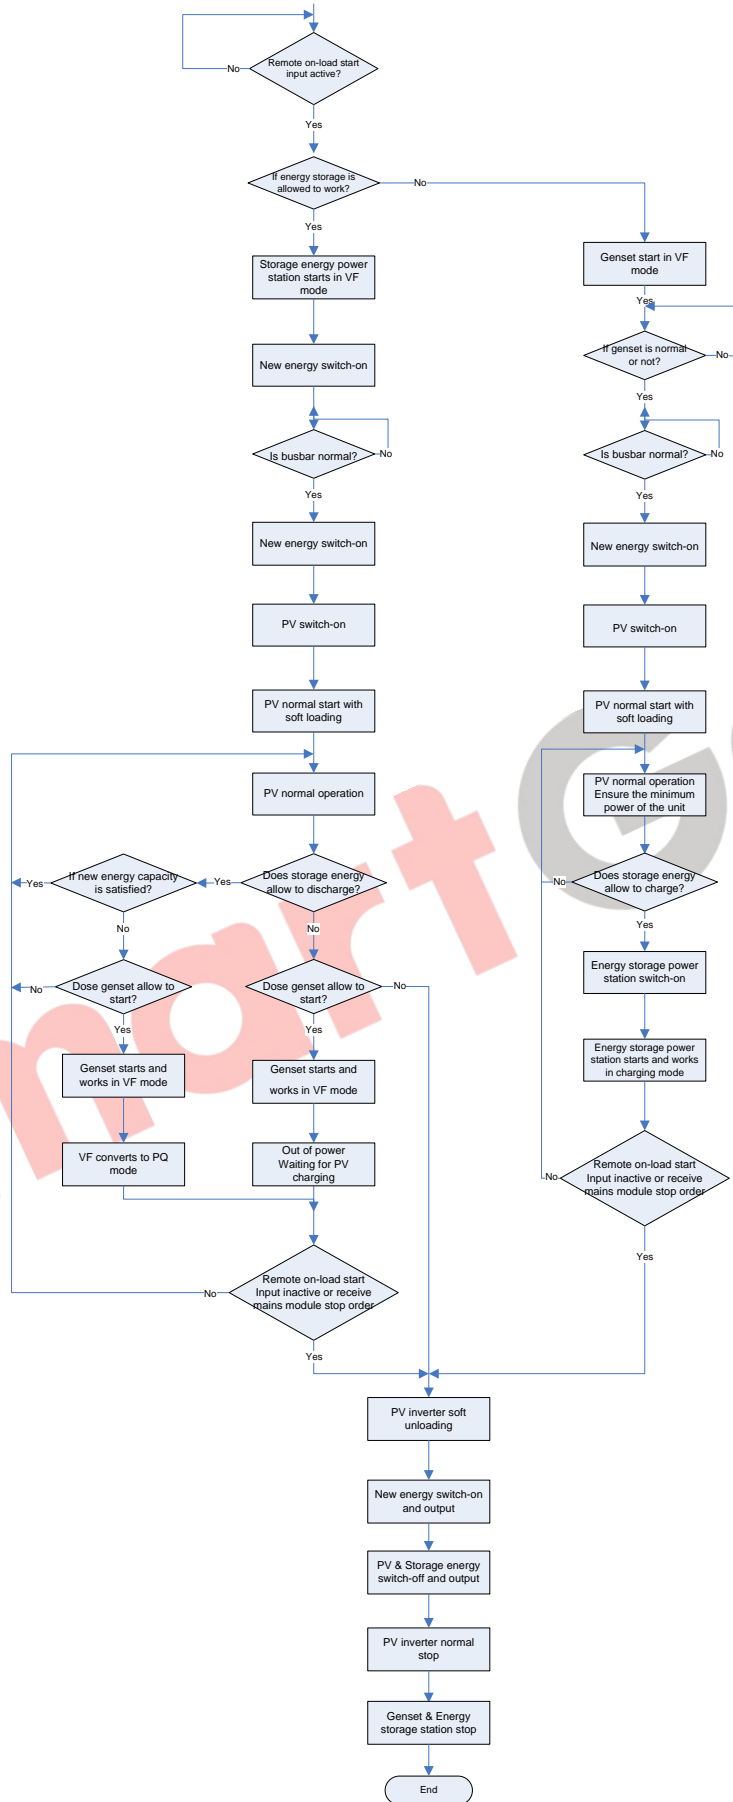 Remote on-load start
input active?
No
Yes
If energy storage is
allowed to work?
No
Yes
Storage energy power
station starts in VF
mode
Genset start in VF
mode
Yes
New energy switch-on
If genset is normal
or not?
No
Yes
Is busbar normal?
No
Yes
Is busbar normal?
No
Yes
New energy switch-on
New energy switch-on
PV switch-on
PV switch-on
PV normal start with
soft loading
PV normal start with
soft loading
PV normal operation
PV normal operation
Ensure the minimum
power of the unit
If new energy capacity
is satisfied?
Yes
No
Does storage energy
allow to discharge?
Yes
No
Does storage energy
allow to charge?
No
Yes
Dose genset allow to
start?
No
Yes
Dose genset allow to
start?
No
Yes
Energy storage power
station switch-on
Genset starts and
works in VF mode
Genset starts and
works in VF mode
Energy storage power
station starts and works
in charging mode
VF converts to PQ
mode
Out of power
Waiting for PV
charging
Remote on-load start
Input inactive or receive
mains module stop order
No
Yes
Remote on-load start
Input inactive or receive
mains module stop order
No
Yes
PV inverter soft
unloading
New energy switch-on
and output
PV & Storage energy
switch-off and output
PV inverter normal
stop
Genset & Energy
storage station stop
End
martG